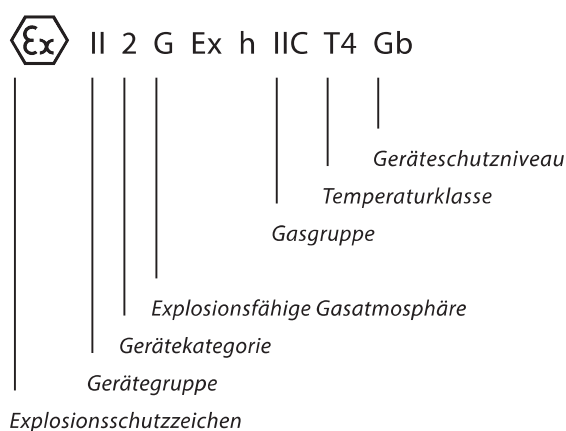 Ex II 2 G Ex h IIC T4 Gb
Geräteschutzniveau
Temperaturklasse
Gasgruppe
Explosionsfähige Gasatmosphäre
Gerätekategorie
Gerätegruppe
Explosionsschutzzeichen